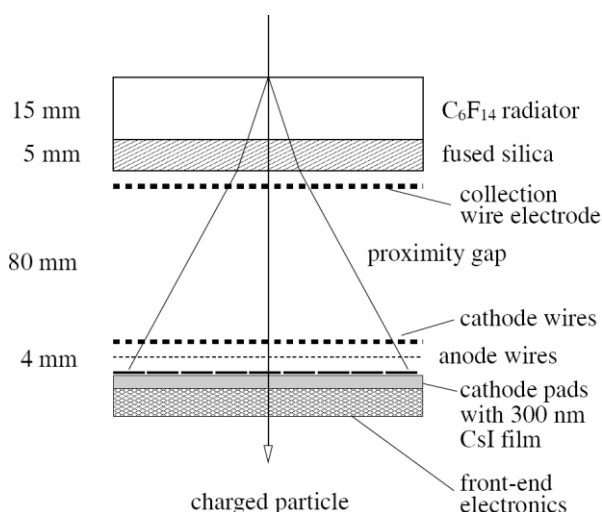 15 mm
C₆F₁₄ radiator
5 mm
fused silica
collection
wire electrode
80 mm
proximity gap
cathode wires
4 mm
anode wires
cathode pads
with 300 nm
CsI film
front-end
electronics
charged particle